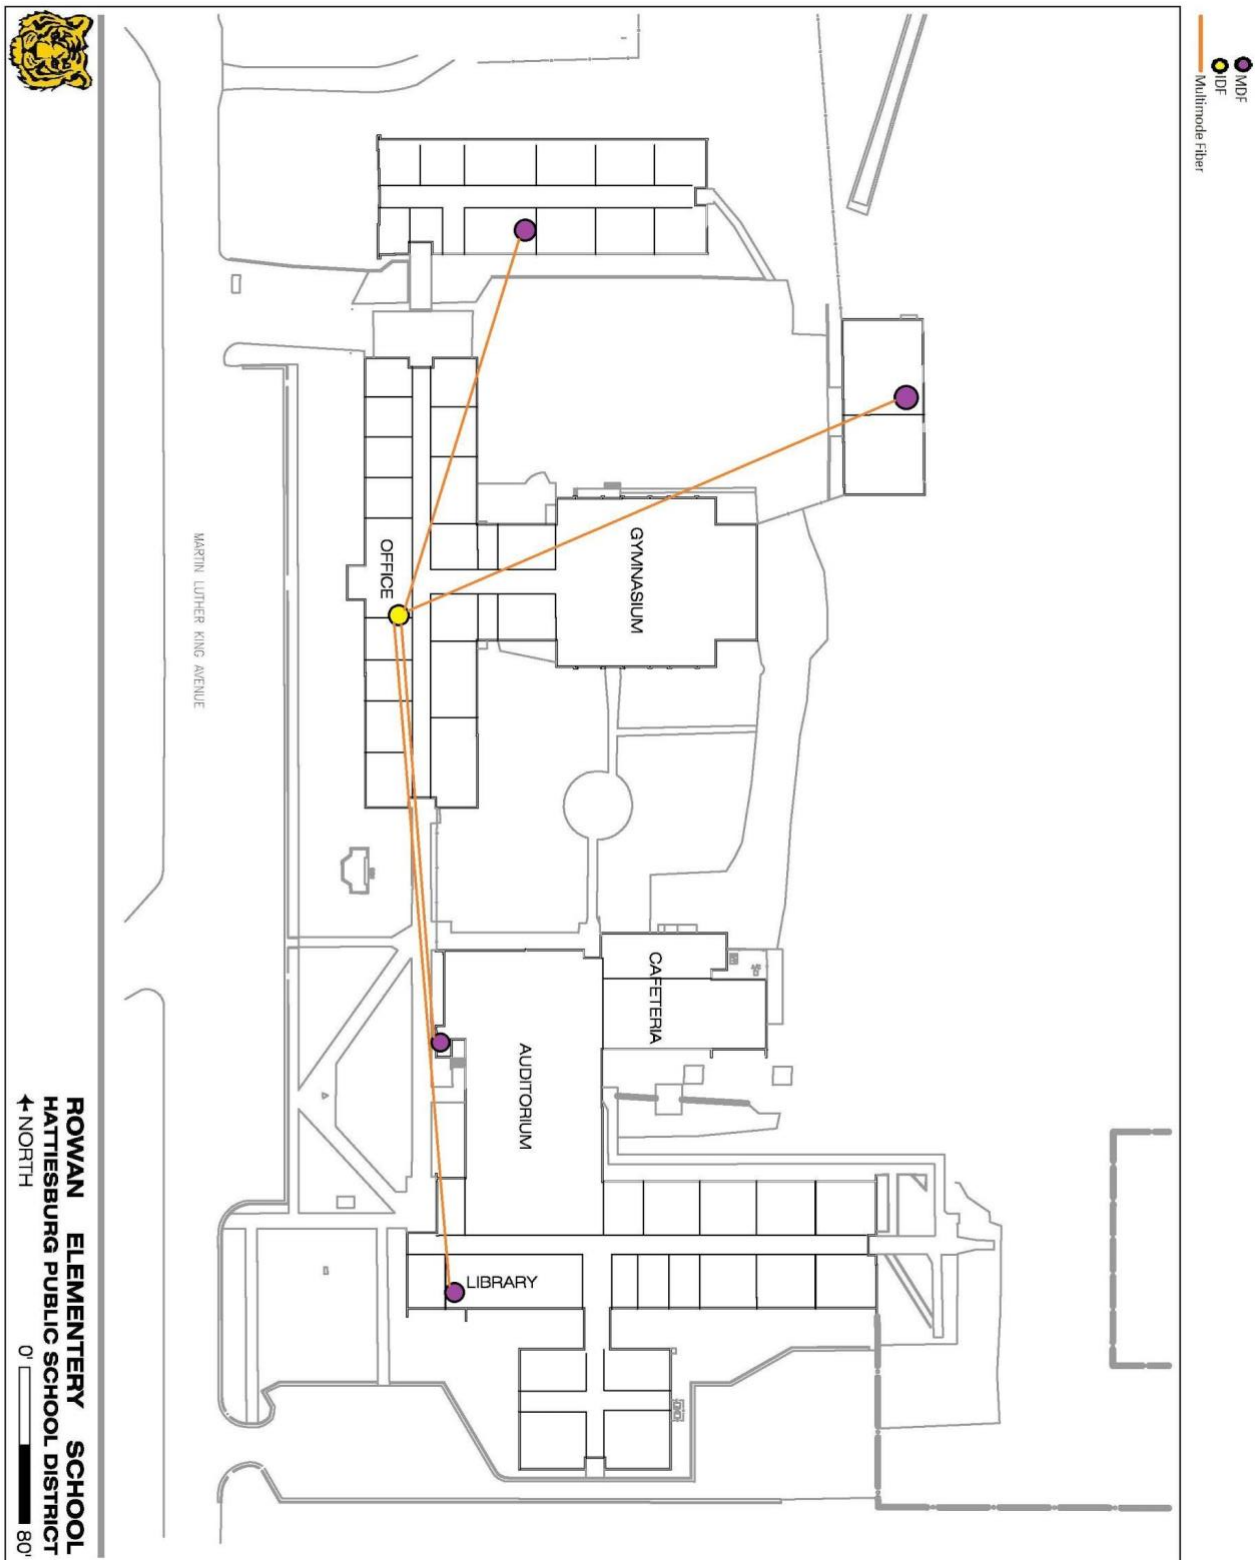 MDF
IDF
Multimode Fiber
GYMNASIUM
OFFICE
MARTIN LUTHER KING AVENUE
CAFETERIA
AUDITORIUM
LIBRARY
ROWAN ELEMENTERY SCHOOL
HATTIESBURG PUBLIC SCHOOL DISTRICT
NORTH
0' 80'